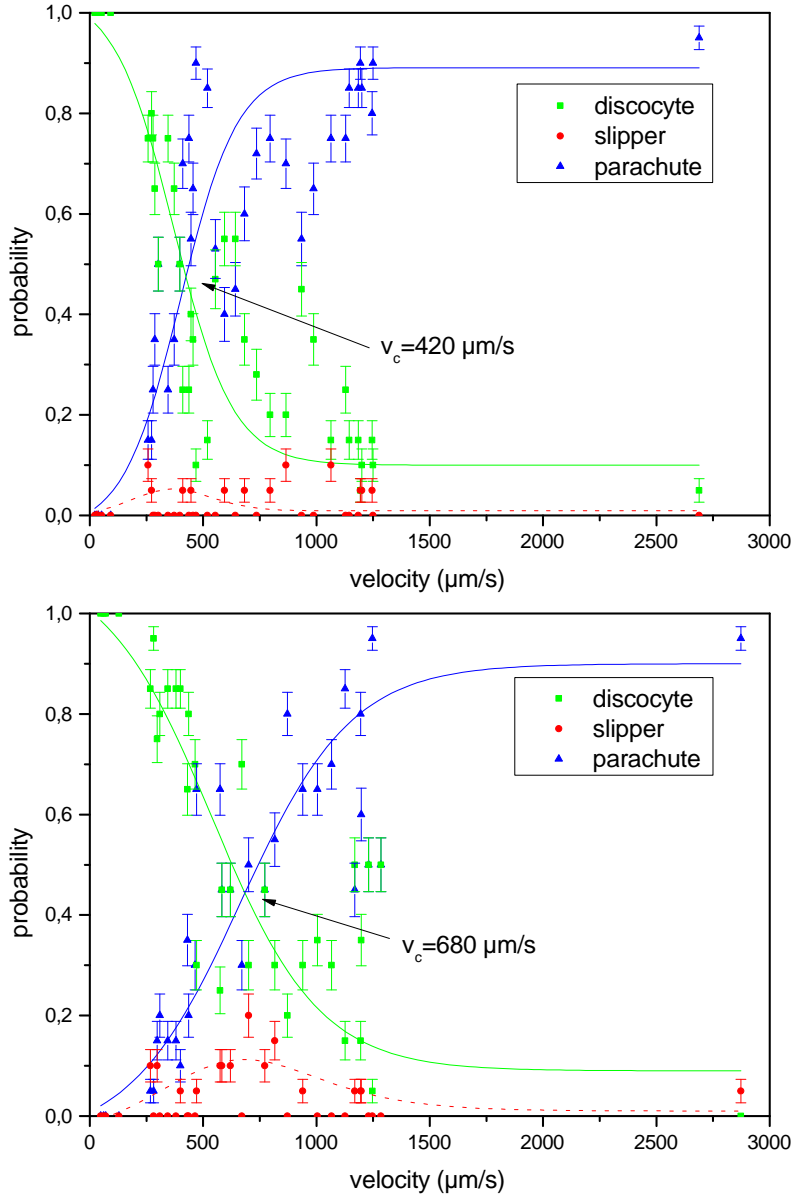 1,0
0,8
0,6
0,4
0,2
0,0
probability
discocyte
slipper
parachute
v_c=420 µm/s
0 500 1000 1500 2000 2500 3000
velocity (µm/s)
1,0
0,8
0,6
0,4
0,2
0,0
probability
discocyte
slipper
parachute
v_c=680 µm/s
0 500 1000 1500 2000 2500 3000
velocity (µm/s)